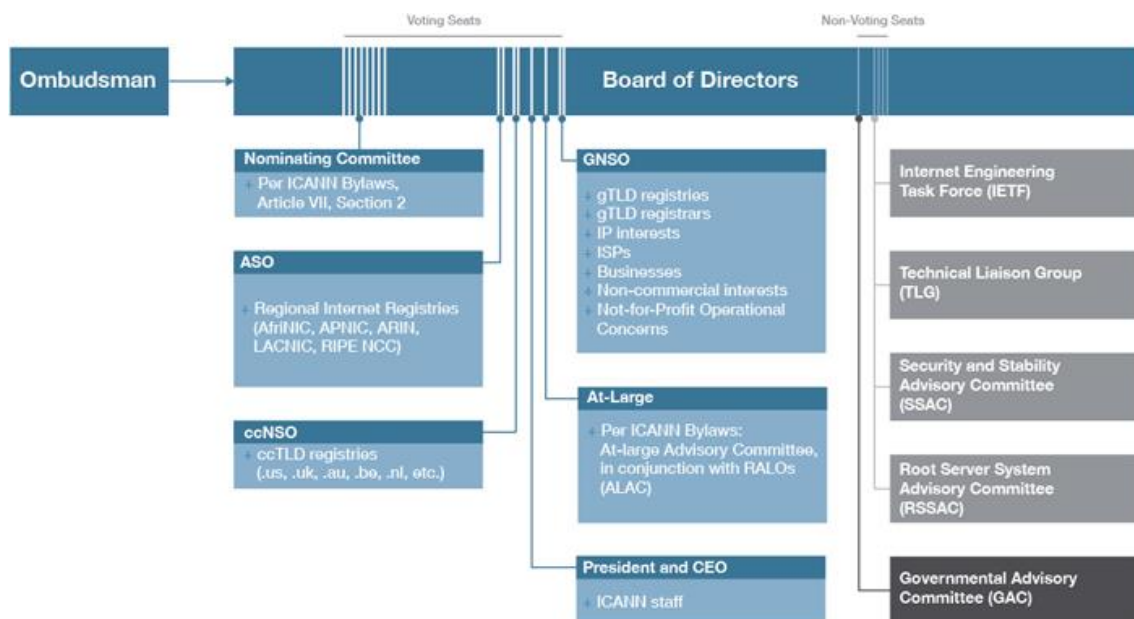 Voting Seats
Non-Voting Seats
Ombudsman
Board of Directors
Nominating Committee
+ Per ICANN Bylaws,
Article VII, Section 2
ASO
+ Regional Internet Registries
(AfriNIC, APNIC, ARIN,
LACNIC, RIPE NCC)
ccNSO
+ ccTLD registries
(.us, .uk, .au, .be, .nl, etc.)
GNSO
+ gTLD registries
+ gTLD registrars
+ IP interests
+ ISPs
+ Businesses
+ Non-commercial interests
+ Not-for-Profit Operational
Concerns
At-Large
+ Per ICANN Bylaws:
At-large Advisory Committee,
in conjunction with RALOs
(ALAC)
President and CEO
+ ICANN staff
Internet Engineering
Task Force (IETF)
Technical Liaison Group
(TLG)
Security and Stability
Advisory Committee
(SSAC)
Root Server System
Advisory Committee
(RSSAC)
Governmental Advisory
Committee (GAC)